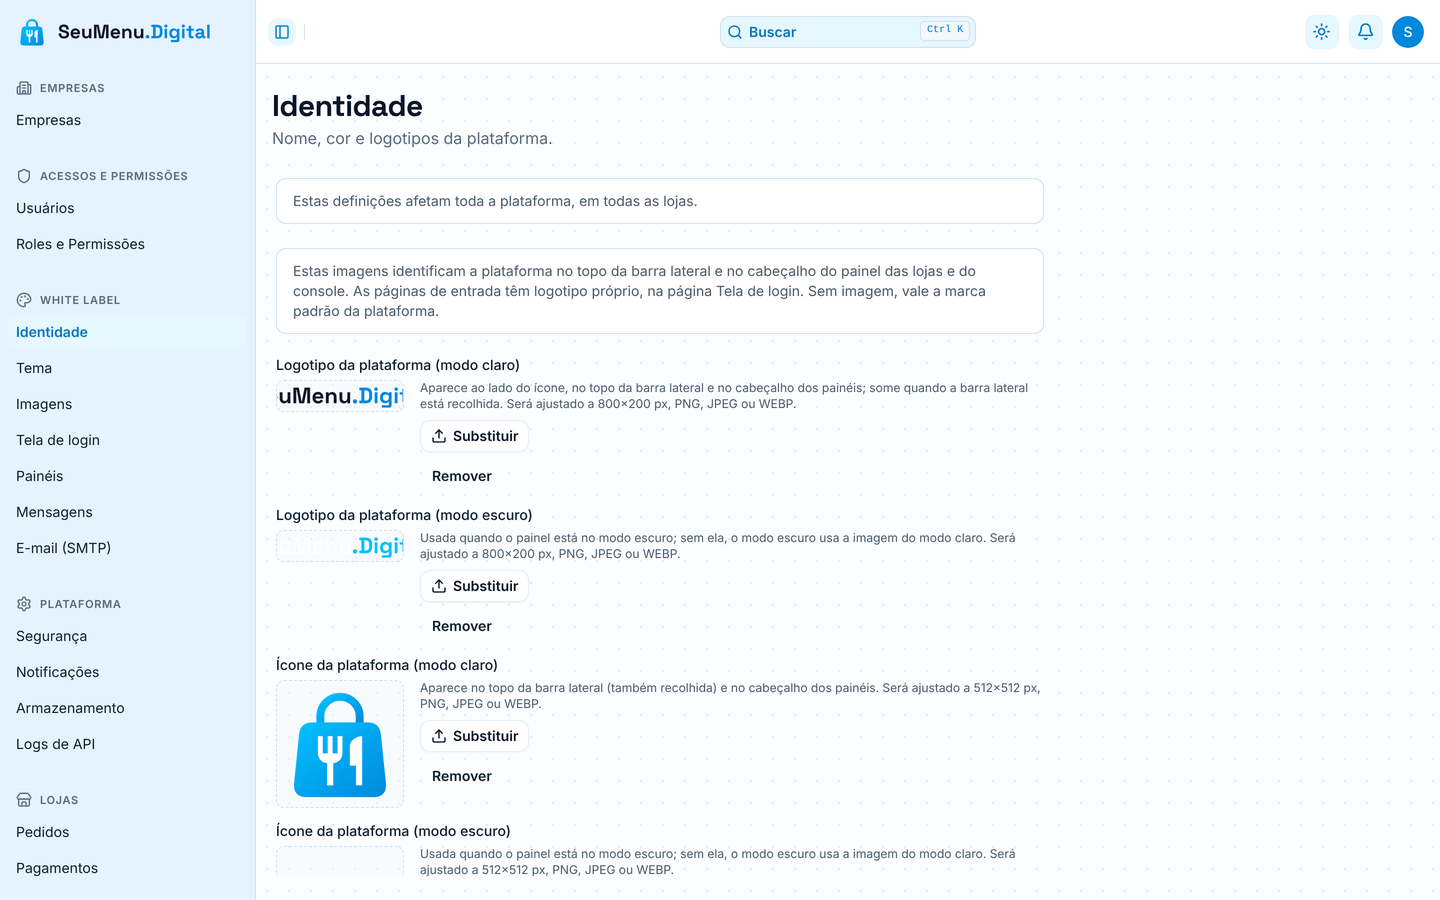 SeuMenu.Digital
Buscar
Ctrl K
S
EMPRESAS
Empresas
ACESSOS E PERMISSÕES
Usuários
Roles e Permissões
WHITE LABEL
Identidade
Tema
Imagens
Tela de login
Painéis
Mensagens
E-mail (SMTP)
PLATAFORMA
Segurança
Notificações
Armazenamento
Logs de API
LOJAS
Pedidos
Pagamentos
Identidade
Nome, cor e logotipos da plataforma.
Estas definições afetam toda a plataforma, em todas as lojas.
Estas imagens identificam a plataforma no topo da barra lateral e no cabeçalho do painel das lojas e do
console. As páginas de entrada têm logotipo próprio, na página Tela de login. Sem imagem, vale a marca
padrão da plataforma.
Logotipo da plataforma (modo claro)
uMenu.Digit
Aparece ao lado do ícone, no topo da barra lateral e no cabeçalho dos painéis; some quando a barra lateral
está recolhida. Será ajustado a 800×200 px, PNG, JPEG ou WEBP.
Substituir
Remover
Logotipo da plataforma (modo escuro)
uMenu.Digit
Usada quando o painel está no modo escuro; sem ela, o modo escuro usa a imagem do modo claro. Será
ajustado a 800×200 px, PNG, JPEG ou WEBP.
Substituir
Remover
Ícone da plataforma (modo claro)
Aparece no topo da barra lateral (também recolhida) e no cabeçalho dos painéis. Será ajustado a 512×512 px,
PNG, JPEG ou WEBP.
Substituir
Remover
Ícone da plataforma (modo escuro)
Usada quando o painel está no modo escuro; sem ela, o modo escuro usa a imagem do modo claro. Será
ajustado a 512×512 px, PNG, JPEG ou WEBP.